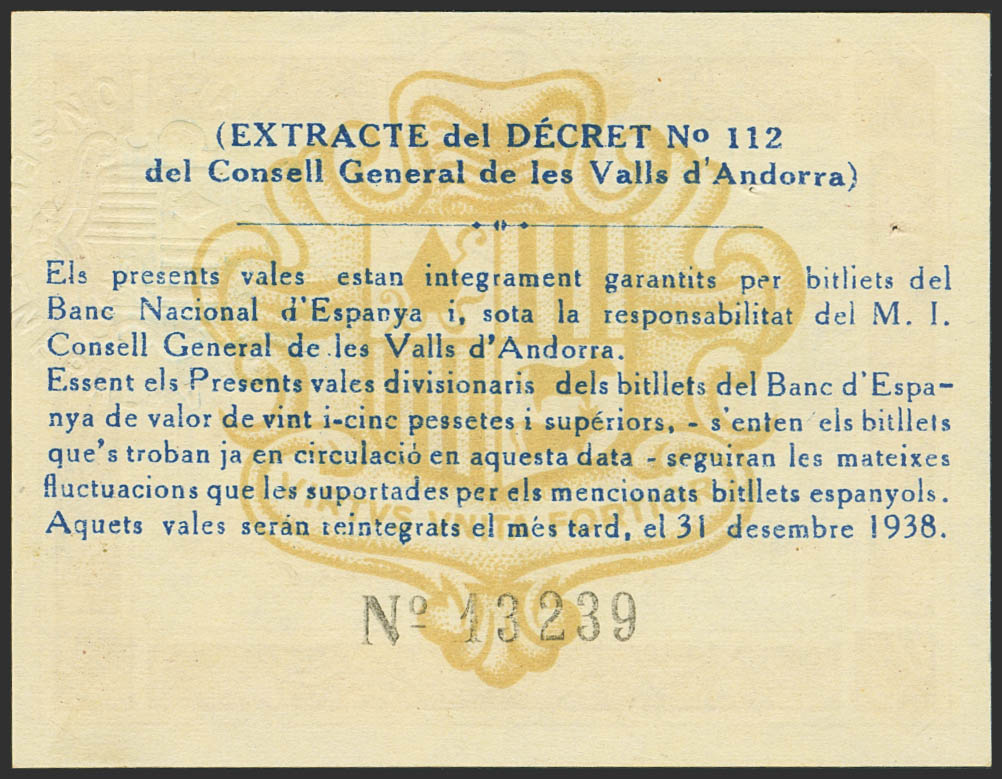 (EXTRACTE del DÉCRET Nº 112
del Consell General de les Valls d'Andorra)
Els presents vales estan integrament garantits per bitllets del
Banc Nacional d'Espanya i, sota la responsabilitat del M. I.
Consell General de les Valls d'Andorra.
Essent els Presents vales divisionaris dels bitllets del Banc d'Espa-
nya de valor de vint i-cinc pessetes i supériors, - s'enten els bitllets
que's troban ja en circulació en aquesta data - seguiran les mateixes
fluctuacions que les suportades per els mencionats bitllets espanyols.
Aquets vales serán reintegrats el més tard, el 31 desembre 1938.
VIRTVS VNITA FORTIOR
Nº 13239